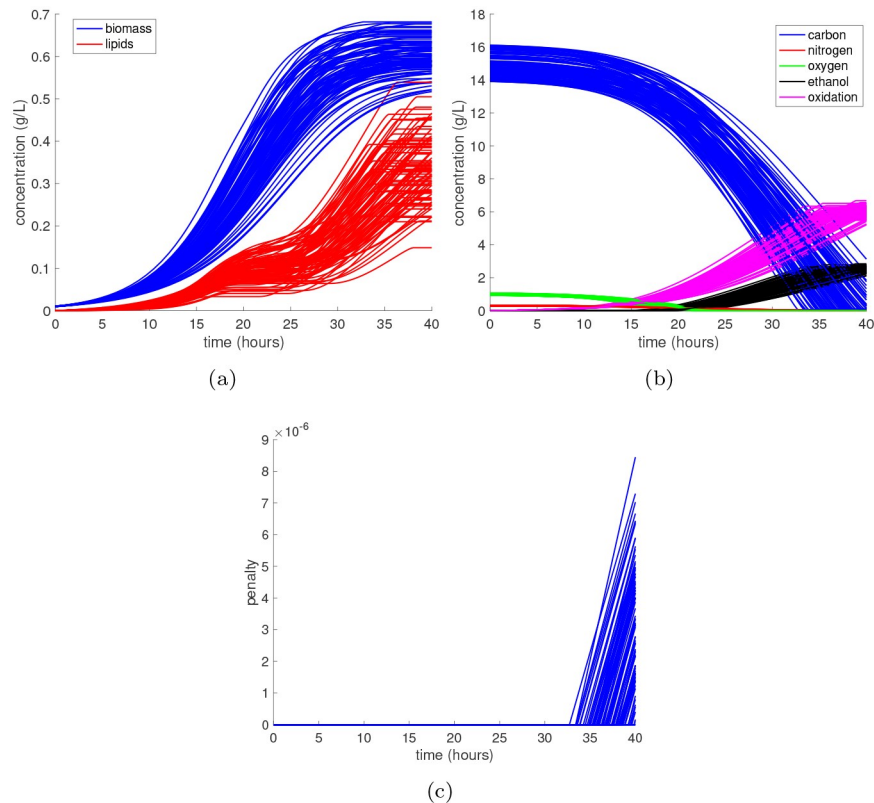 0.7
0.6
0.5
0.4
0.3
0.2
0.1
0
concentration (g/L)
biomass
lipids
0 5 10 15 20 25 30 35 40
time (hours)
(a)
18
16
14
12
10
8
6
4
2
0
concentration (g/L)
carbon
nitrogen
oxygen
ethanol
oxidation
0 5 10 15 20 25 30 35 40
time (hours)
(b)
×10⁻⁶
9
8
7
6
5
4
3
2
1
0
penalty
0 5 10 15 20 25 30 35 40
time (hours)
(c)